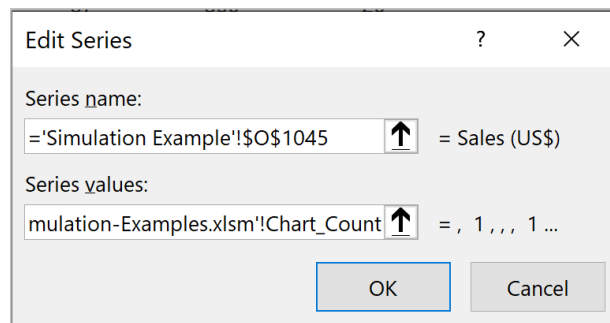 Edit Series ? ×
Series name:
='Simulation Example'!$O$1045 = Sales (US$)
Series values:
mulation-Examples.xlsm'!Chart_Count = , 1 , , , 1 ...
OK Cancel